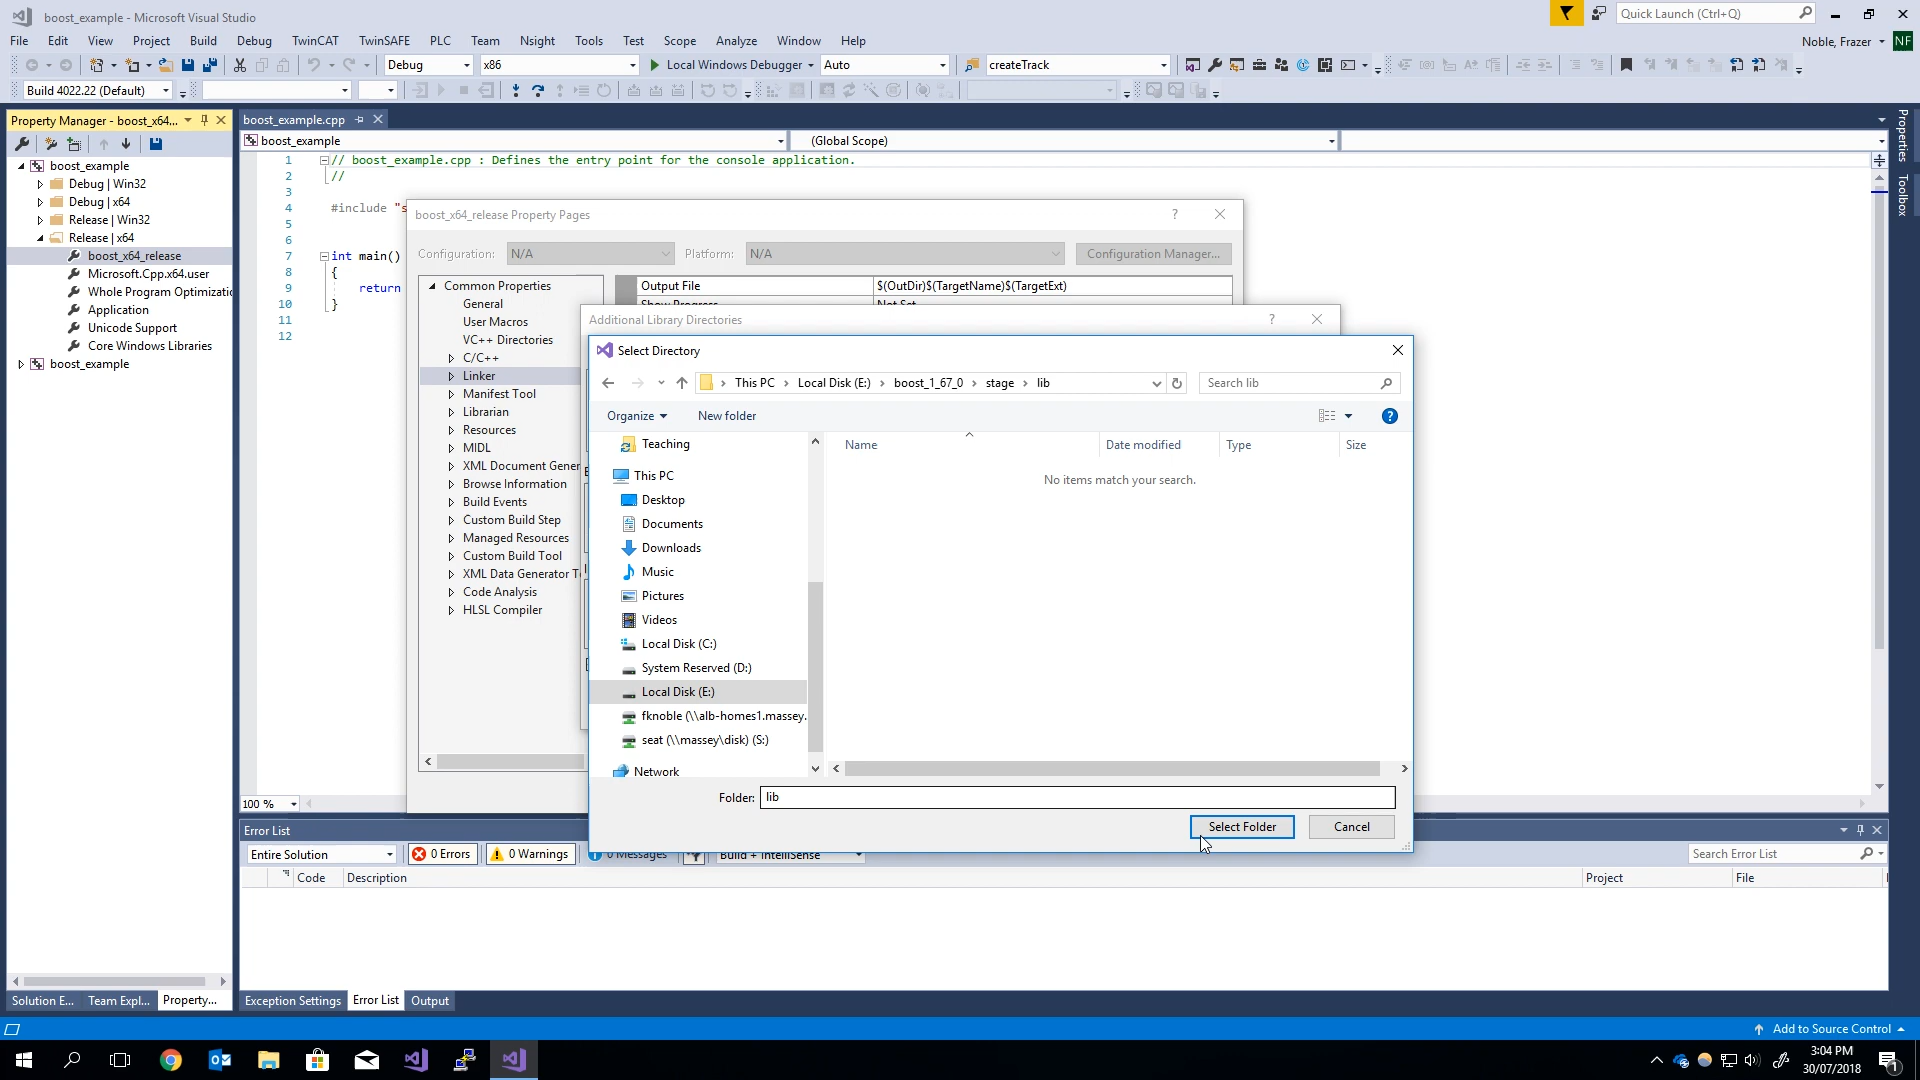 boost_example - Microsoft Visual Studio
Quick Launch (Ctrl+Q)
File Edit View Project Build Debug TwinCAT TwinSAFE PLC Team Nsight Tools Test Scope Analyze Window Help
Noble, Frazer NF
Debug x86 Local Windows Debugger Auto createTrack
Build 4022.22 (Default)
Property Manager - boost_x64...
boost_example.cpp
boost_example
(Global Scope)
boost_example
Debug | Win32
Debug | x64
Release | Win32
Release | x64
boost_x64_release
Microsoft.Cpp.x64.user
Whole Program Optimizatic
Application
Unicode Support
Core Windows Libraries
boost_example
1 // boost_example.cpp : Defines the entry point for the console application.
2 //
3
4 #include "s
5
6
7 int main()
8 {
9 return
10 }
11
12
boost_x64_release Property Pages
Configuration: N/A Platform: N/A Configuration Manager...
Common Properties
General
User Macros
VC++ Directories
C/C++
Linker
Manifest Tool
Librarian
Resources
MIDL
XML Document Gener
Browse Information
Build Events
Custom Build Step
Managed Resources
Custom Build Tool
XML Data Generator T
Code Analysis
HLSL Compiler
Output File $(OutDir)$(TargetName)$(TargetExt)
Show Progress Not Set
Additional Library Directories
Select Directory
This PC Local Disk (E:) boost_1_67_0 stage lib
Search lib
Organize New folder
Teaching
This PC
Desktop
Documents
Downloads
Music
Pictures
Videos
Local Disk (C:)
System Reserved (D:)
Local Disk (E:)
fknoble (\\alb-homes1.massey.
seat (\\massey\disk) (S:)
Network
Name Date modified Type Size
No items match your search.
Folder: lib
Select Folder Cancel
100 %
Error List
Entire Solution 0 Errors 0 Warnings 0 Messages Build + IntelliSense
Search Error List
Code Description Project File
Solution E... Team Expl... Property...
Exception Settings Error List Output
Properties
Toolbox
Add to Source Control
3:04 PM
30/07/2018
1